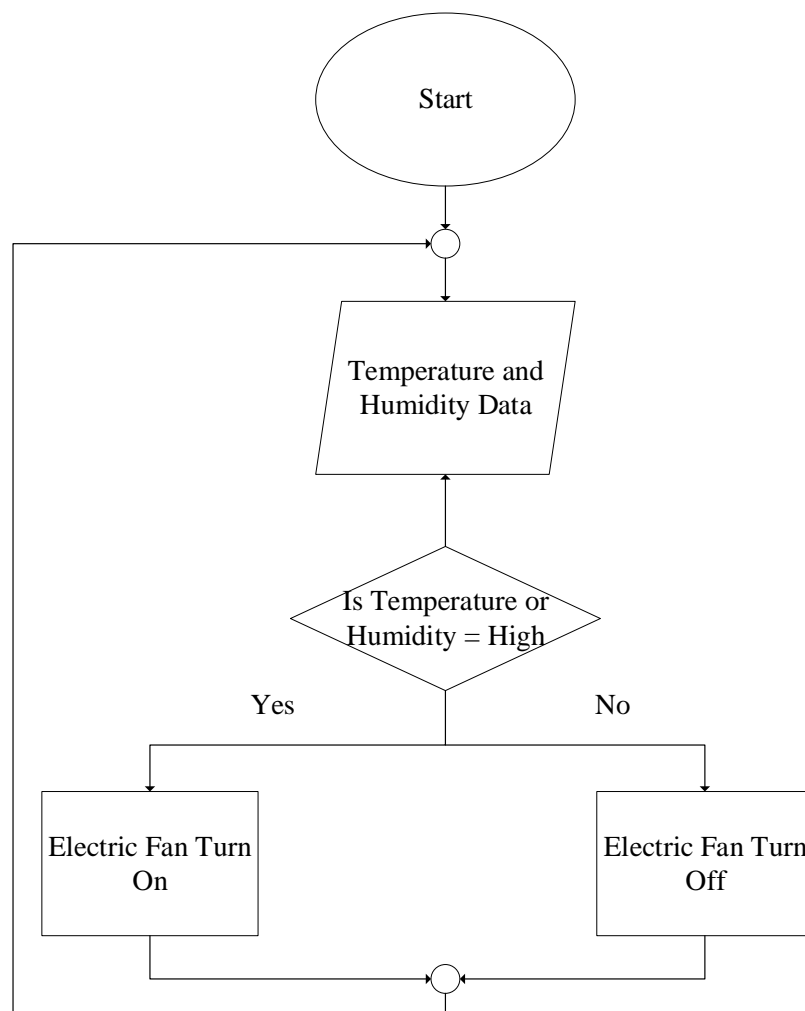 Start
Temperature and
Humidity Data
Is Temperature or
Humidity = High
Yes
No
Electric Fan Turn
On
Electric Fan Turn
Off